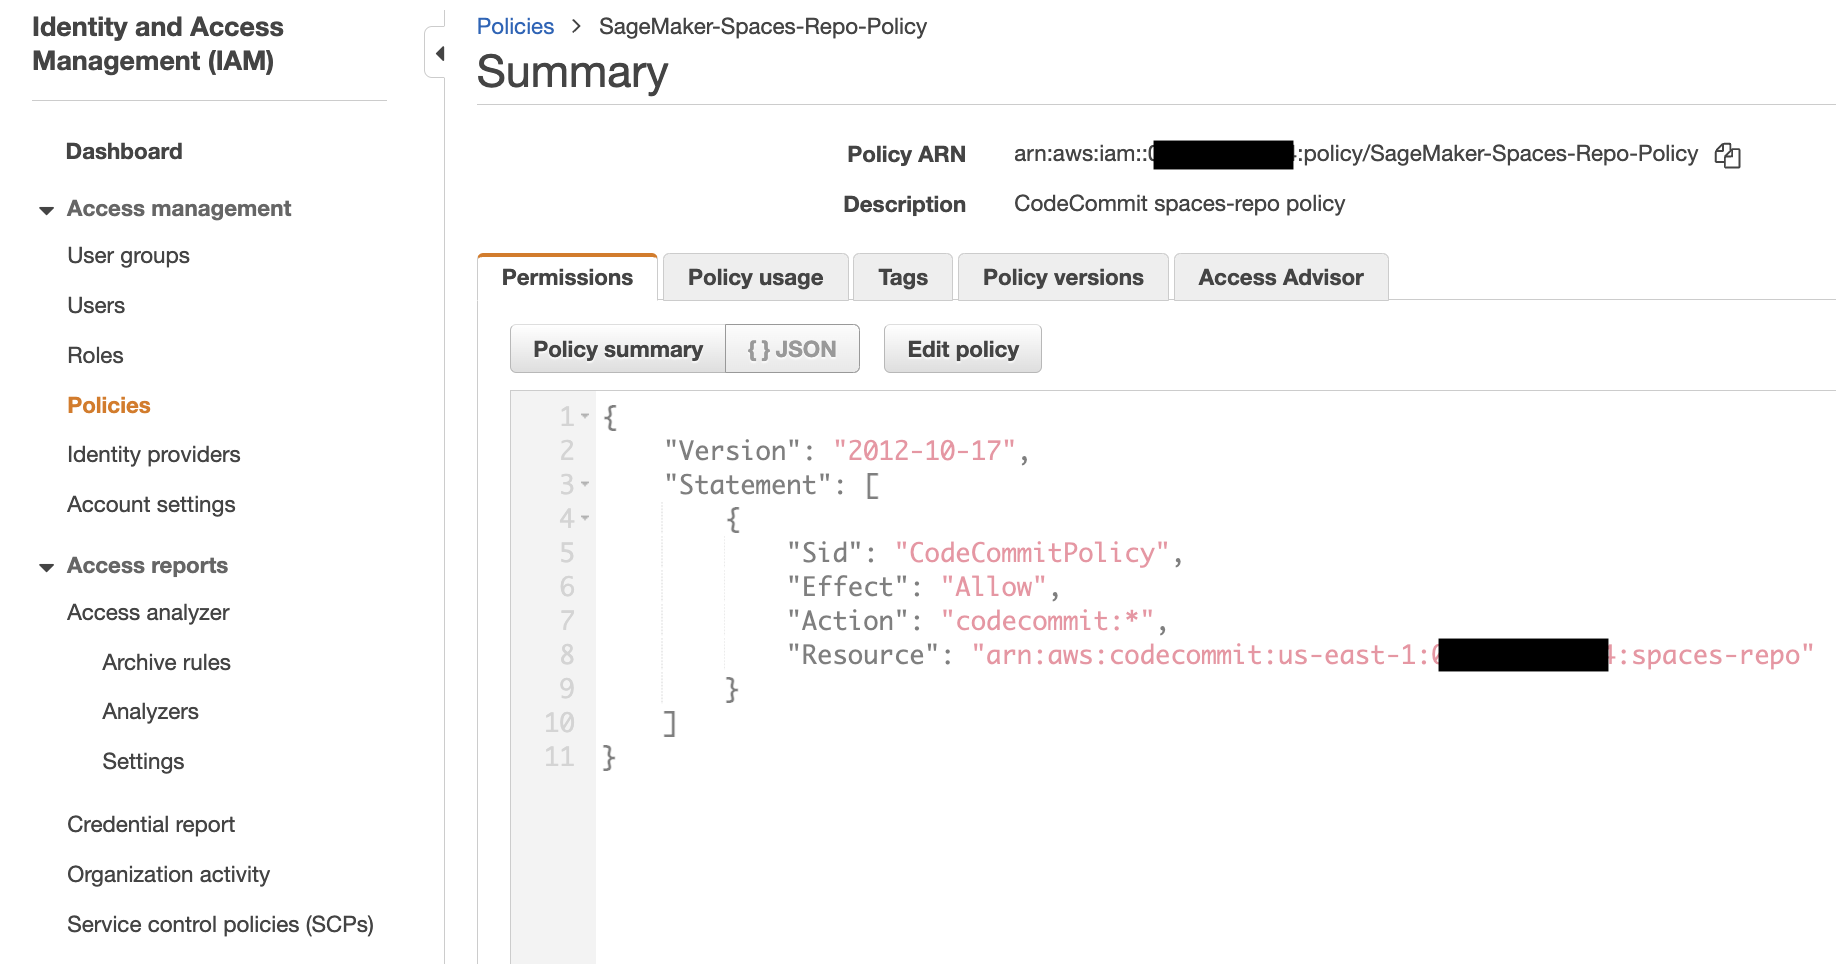 Identity and Access
Management (IAM)
Dashboard
Access management
User groups
Users
Roles
Policies
Identity providers
Account settings
Access reports
Access analyzer
Archive rules
Analyzers
Settings
Credential report
Organization activity
Service control policies (SCPs)
Policies > SageMaker-Spaces-Repo-Policy
Summary
Policy ARN arn:aws:iam:: :policy/SageMaker-Spaces-Repo-Policy
Description CodeCommit spaces-repo policy
Permissions Policy usage Tags Policy versions Access Advisor
Policy summary { } JSON Edit policy
1 {
2 "Version": "2012-10-17",
3 "Statement": [
4 {
5 "Sid": "CodeCommitPolicy",
6 "Effect": "Allow",
7 "Action": "codecommit:*",
8 "Resource": "arn:aws:codecommit:us-east-1: :spaces-repo"
9 }
10 ]
11 }